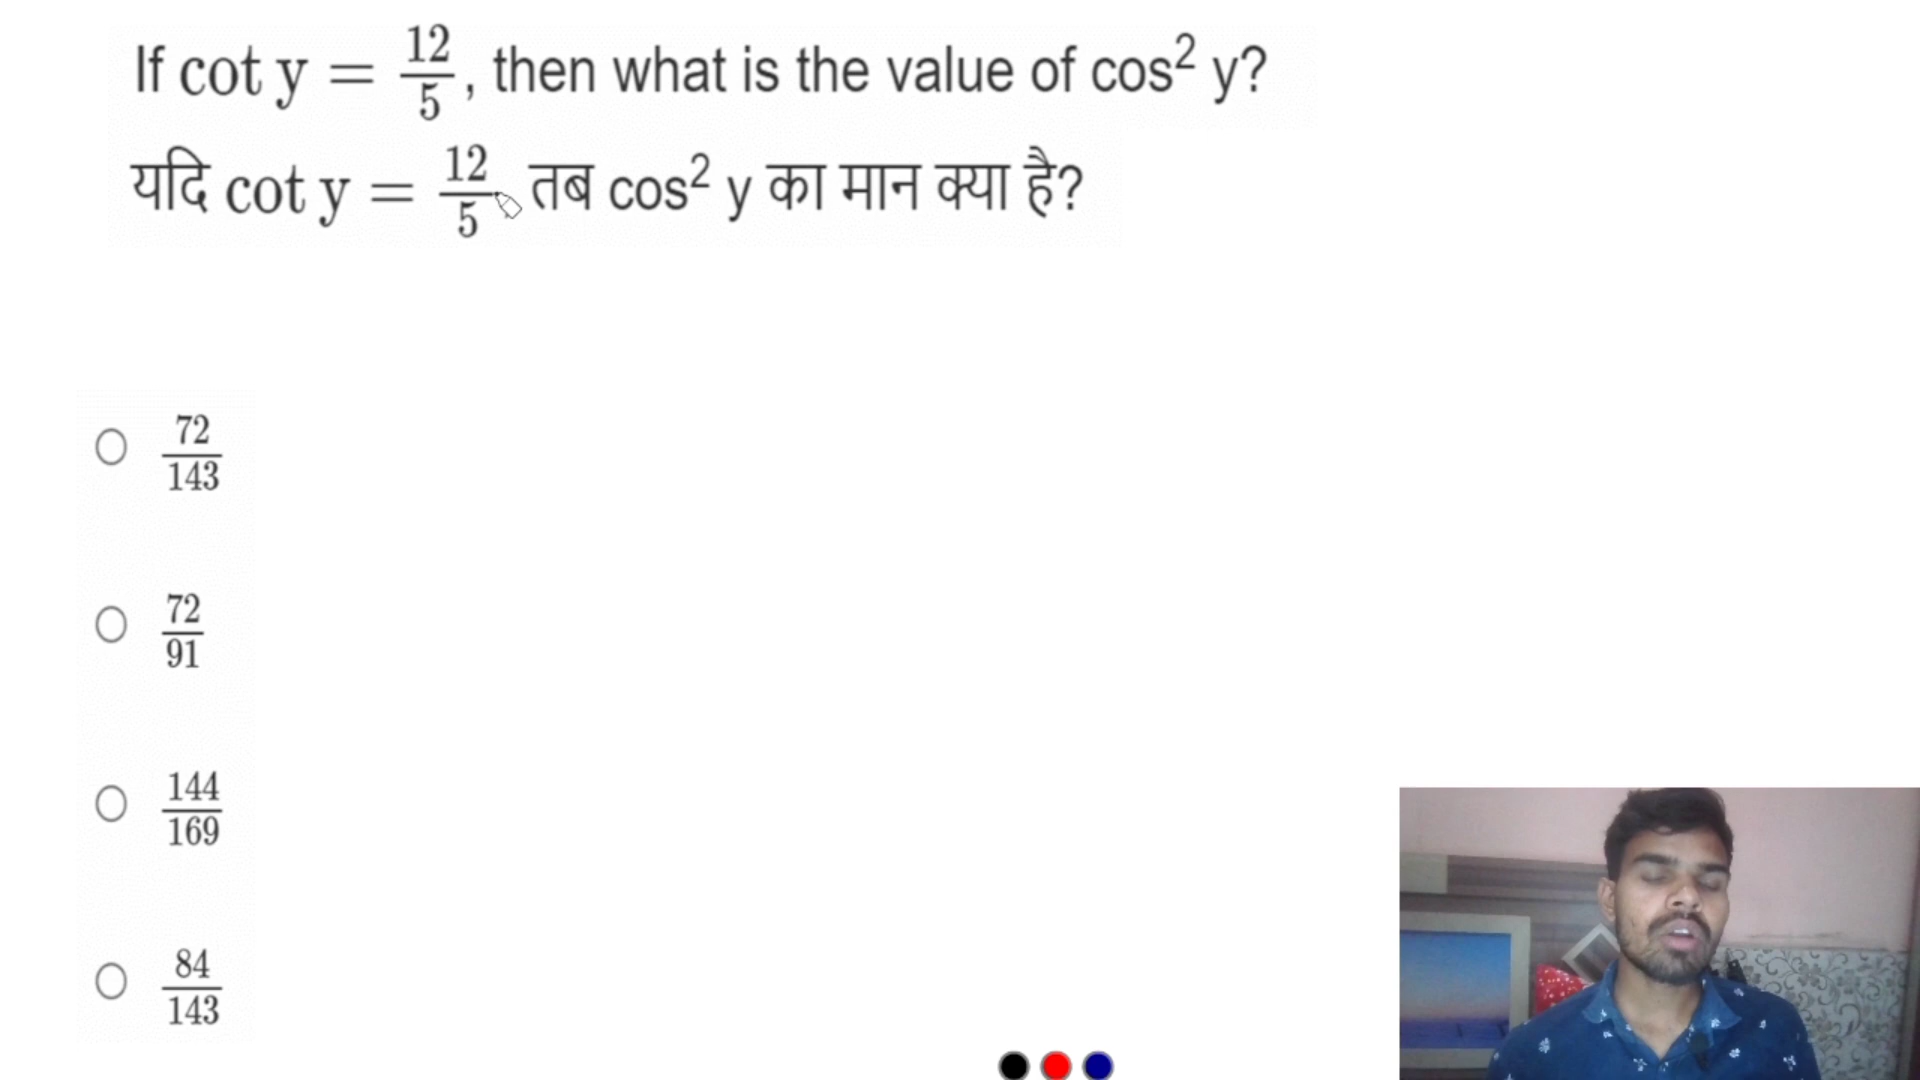 If cot y = 12/5, then what is the value of cos² y?
यदि cot y = 12/5, तब cos² y का मान क्या है?
72/143
72/91
144/169
84/143